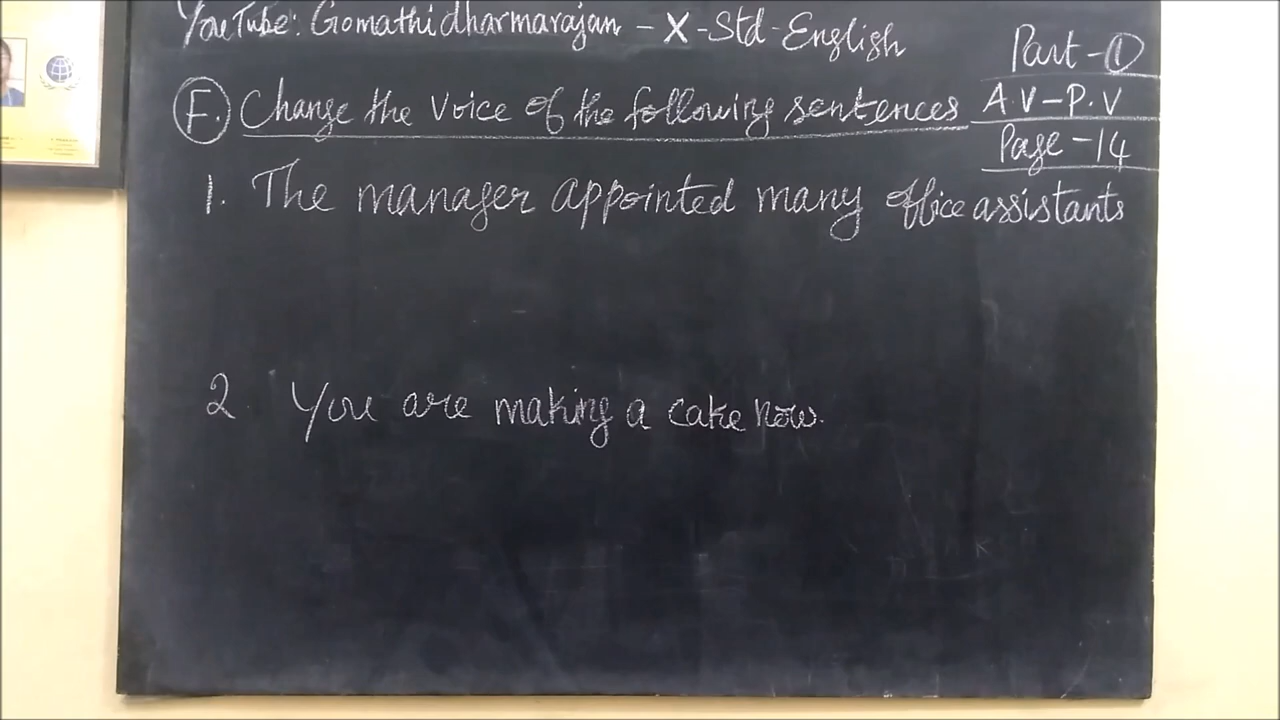 YouTube: Gomathidharmarajan - X - Std - English
Part - 1
F. Change the Voice of the following sentences
A.V - P.V
Page - 14
1. The manager appointed many office assistants
2. You are making a cake now.